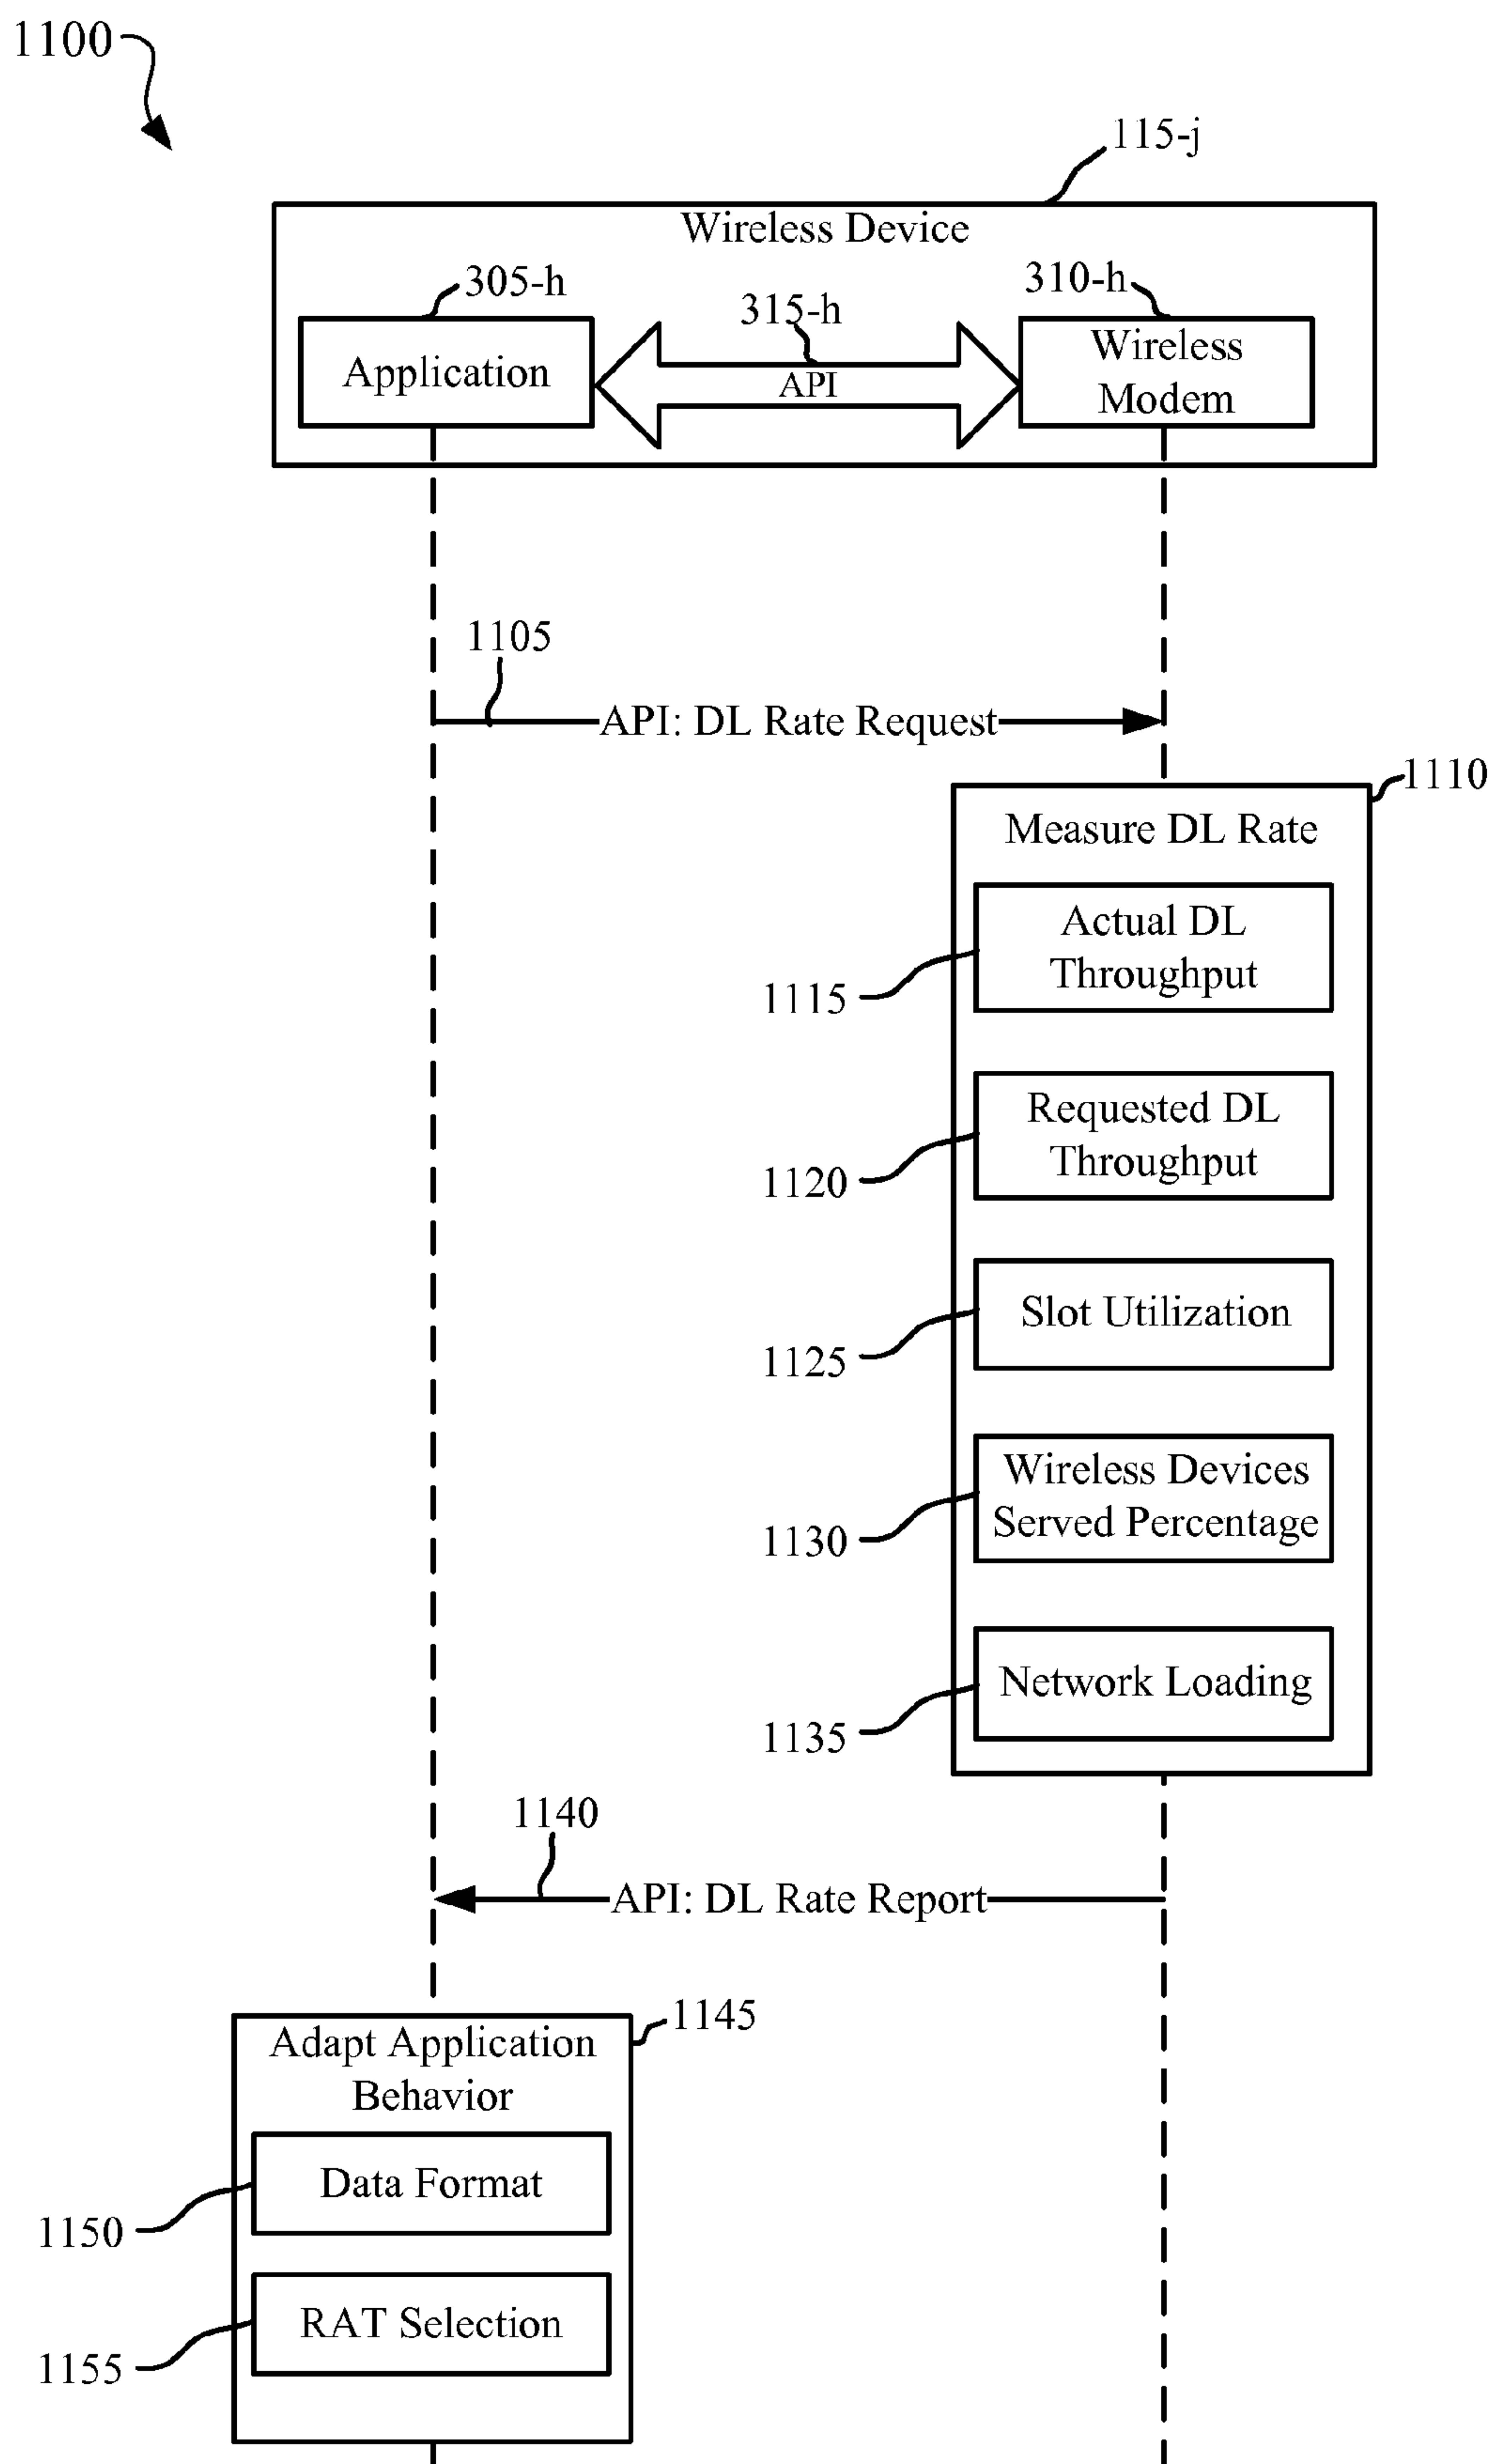 1100
115-j
Wireless Device
305-h
315-h
310-h
Application
API
Wireless
Modem
1105
API: DL Rate Request
1110
Measure DL Rate
Actual DL
Throughput
1115
Requested DL
Throughput
1120
Slot Utilization
1125
Wireless Devices
Served Percentage
1130
Network Loading
1135
1140
API: DL Rate Report
1145
Adapt Application
Behavior
Data Format
1150
RAT Selection
1155